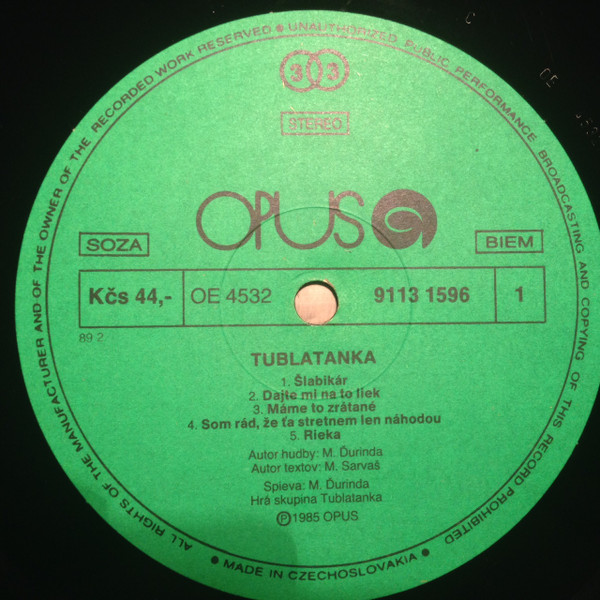 ALL RIGHTS OF THE MANUFACTURER AND OF THE OWNER OF THE RECORDED WORK RESERVED ● UNAUTHORIZED PUBLIC PERFORMANCE BROADCASTING AND COPYING OF THIS RECORD PROHIBITED
33
STEREO
OPUS
SOZA
BIEM
Kčs 44,-
OE 4532
9113 1596
1
89 2
TUBLATANKA
1. Šlabikár
2. Dajte mi na to liek
3. Máme to zrátané
4. Som rád, že ťa stretnem len náhodou
5. Rieka
Autor hudby: M. Ďurinda
Autor textov: M. Sarvaš
Spieva: M. Ďurinda
Hrá skupina Tublatanka
Ⓟ1985 OPUS
● MADE IN CZECHOSLOVAKIA ●